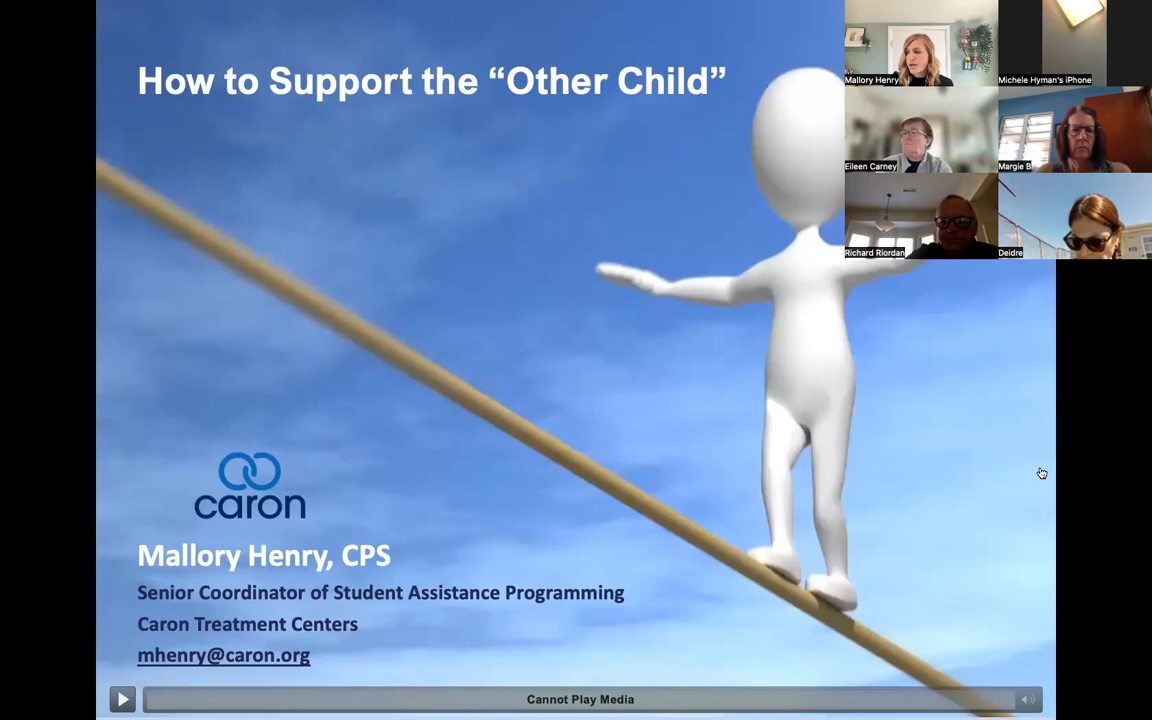 How to Support the “Other Child”
Mallory Henry
Michele Hyman's iPhone
Eileen Carney
Margie B
Richard Riordan
Deidre
caron
Mallory Henry, CPS
Senior Coordinator of Student Assistance Programming
Caron Treatment Centers
mhenry@caron.org
Cannot Play Media